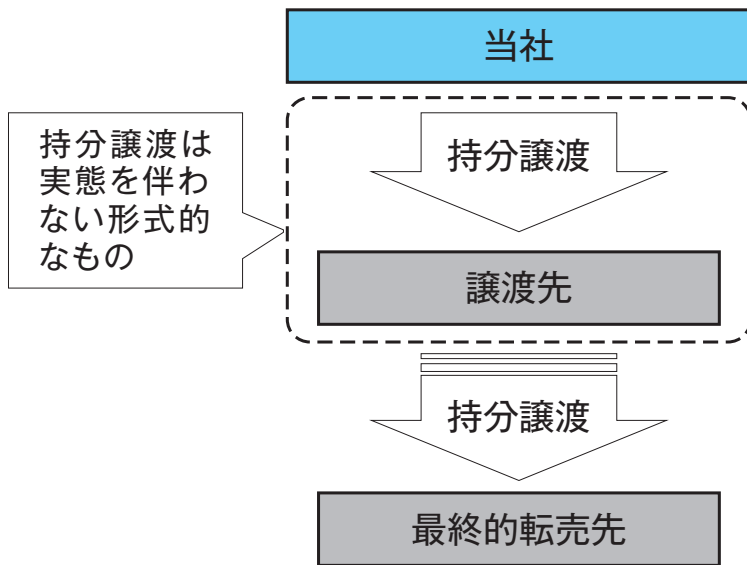 当社
持分譲渡は
実態を伴わ
ない形式的
なもの
持分譲渡
譲渡先
持分譲渡
最終的転売先